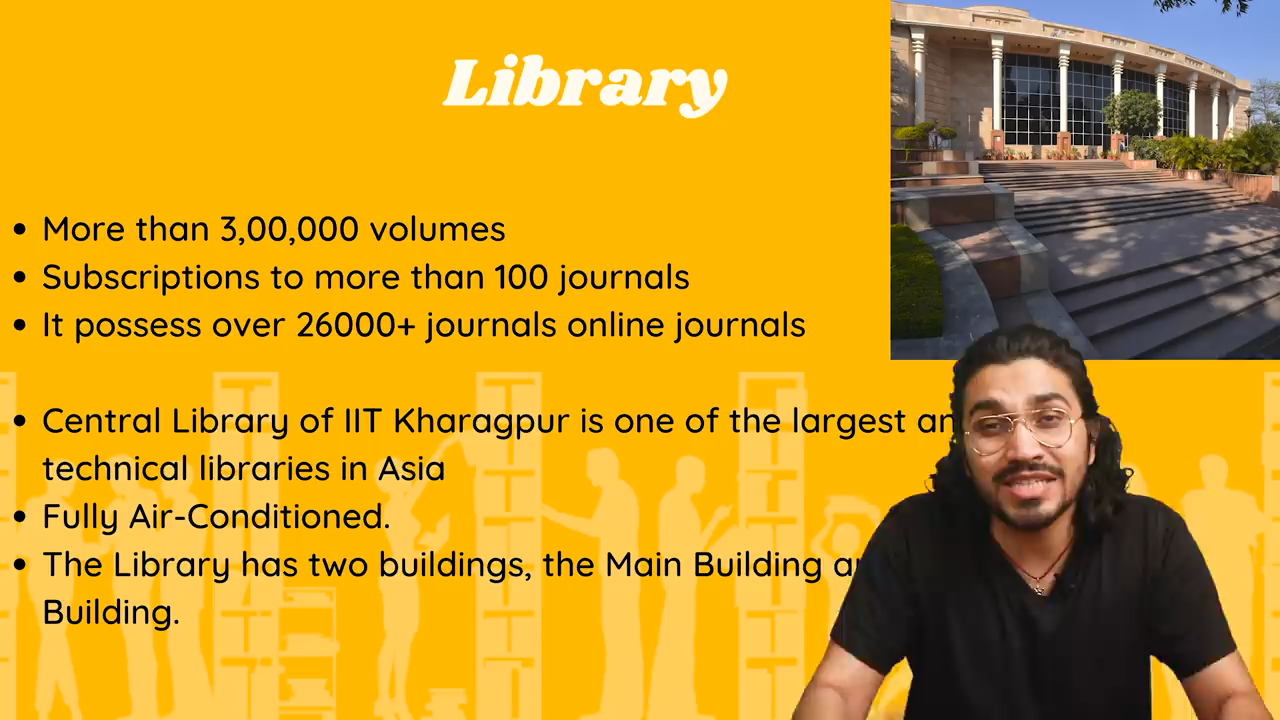 Library
More than 3,00,000 volumes
Subscriptions to more than 100 journals
It possess over 26000+ journals online journals
Central Library of IIT Kharagpur is one of the largest
technical libraries in Asia
Fully Air-Conditioned.
The Library has two buildings, the Main Building
Building.